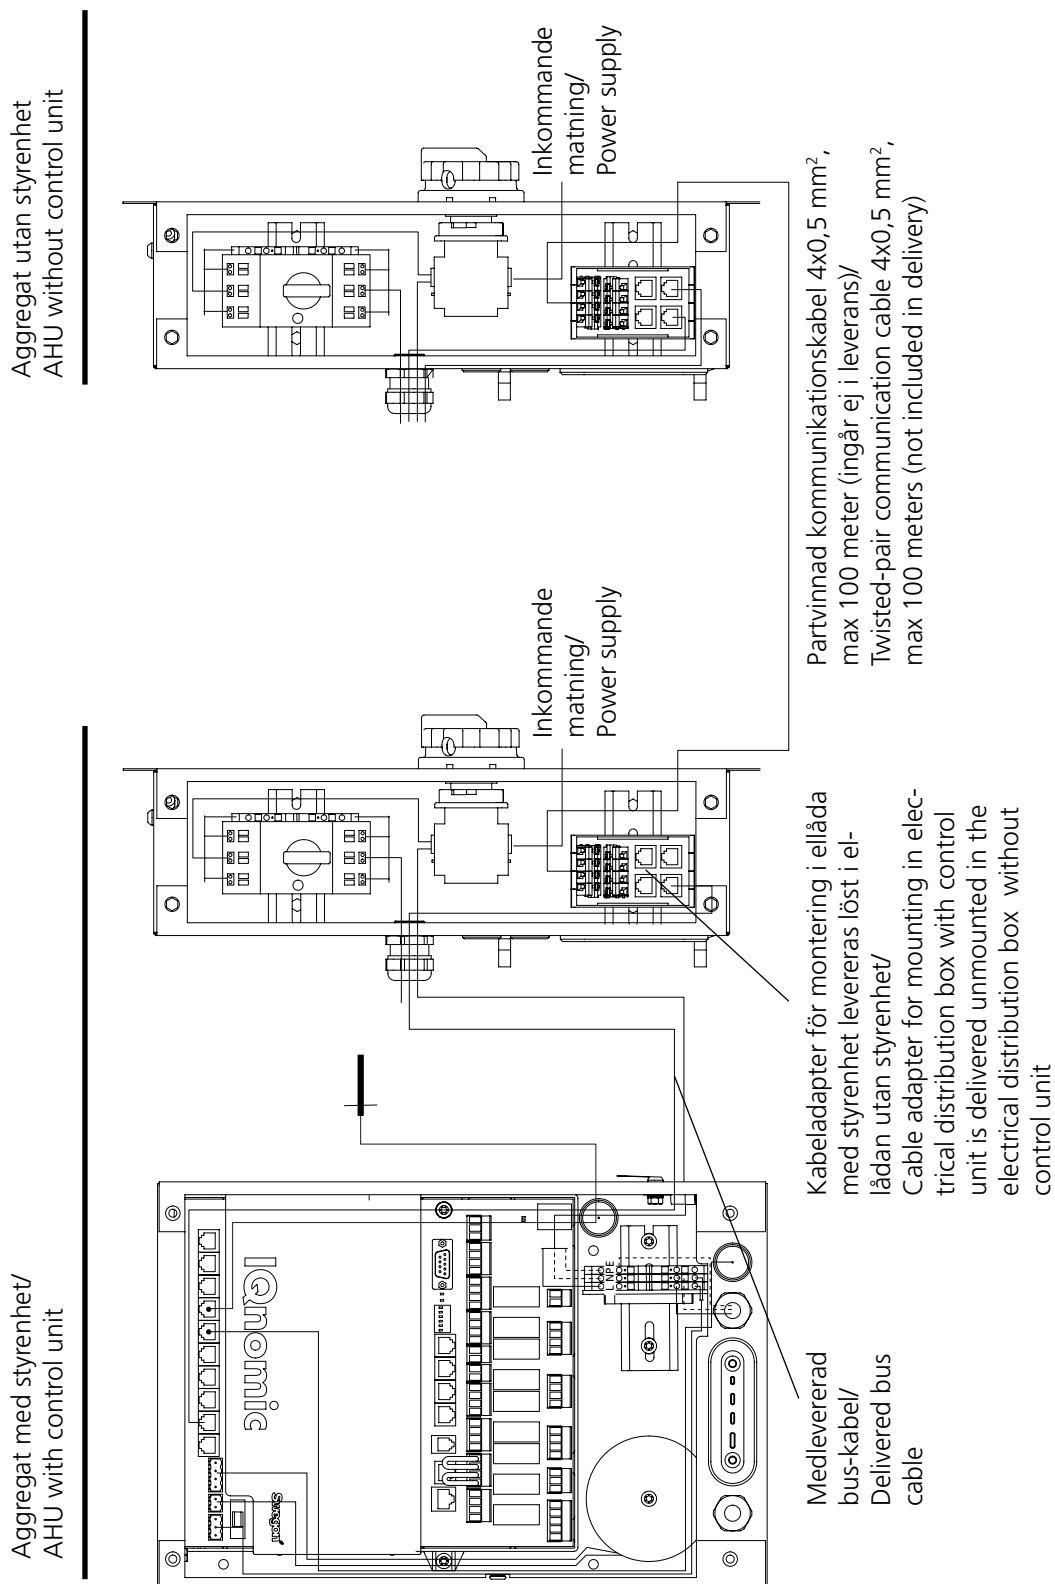 Aggregat med styrenhet/
AHU with control unit
Aggregat utan styrenhet
AHU without control unit
IQnomic
Swegon
L N PE
Inkommande
matning/
Power supply
Inkommande
matning/
Power supply
Medlevererad
bus-kabel/
Delivered bus
cable
Kabeladapter för montering i ellåda
med styrenhet levereras löst i el-
lådan utan styrenhet/
Cable adapter for mounting in elec-
trical distribution box with control
unit is delivered unmounted in the
electrical distribution box without
control unit
Partvinnad kommunikationskabel 4x0,5 mm²,
max 100 meter (ingår ej i leverans)/
Twisted-pair communication cable 4x0,5 mm²,
max 100 meters (not included in delivery)